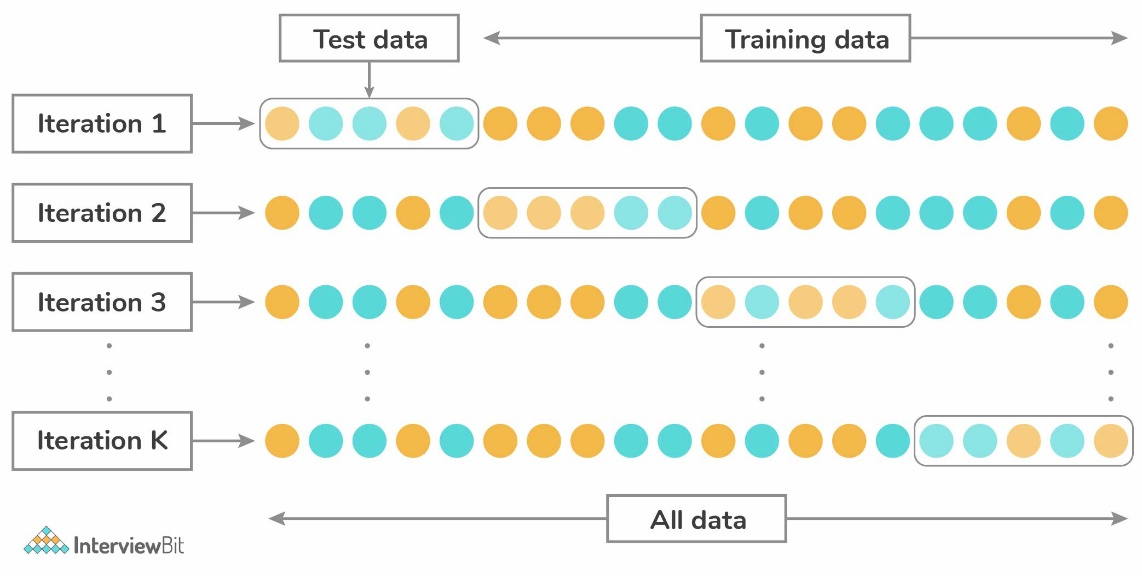 Test data
Training data
Iteration 1
Iteration 2
Iteration 3
Iteration K
All data
InterviewBit